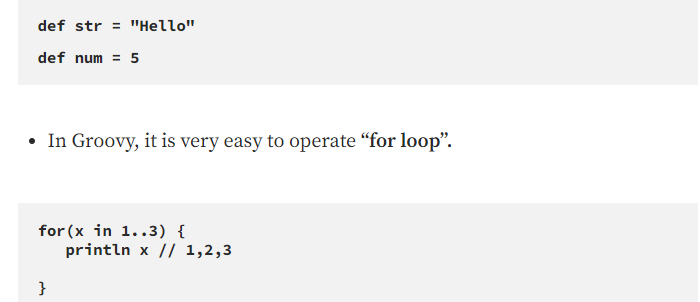 def str = "Hello"
def num = 5
• In Groovy, it is very easy to operate “for loop”.
for(x in 1..3) {
   println x // 1,2,3
}